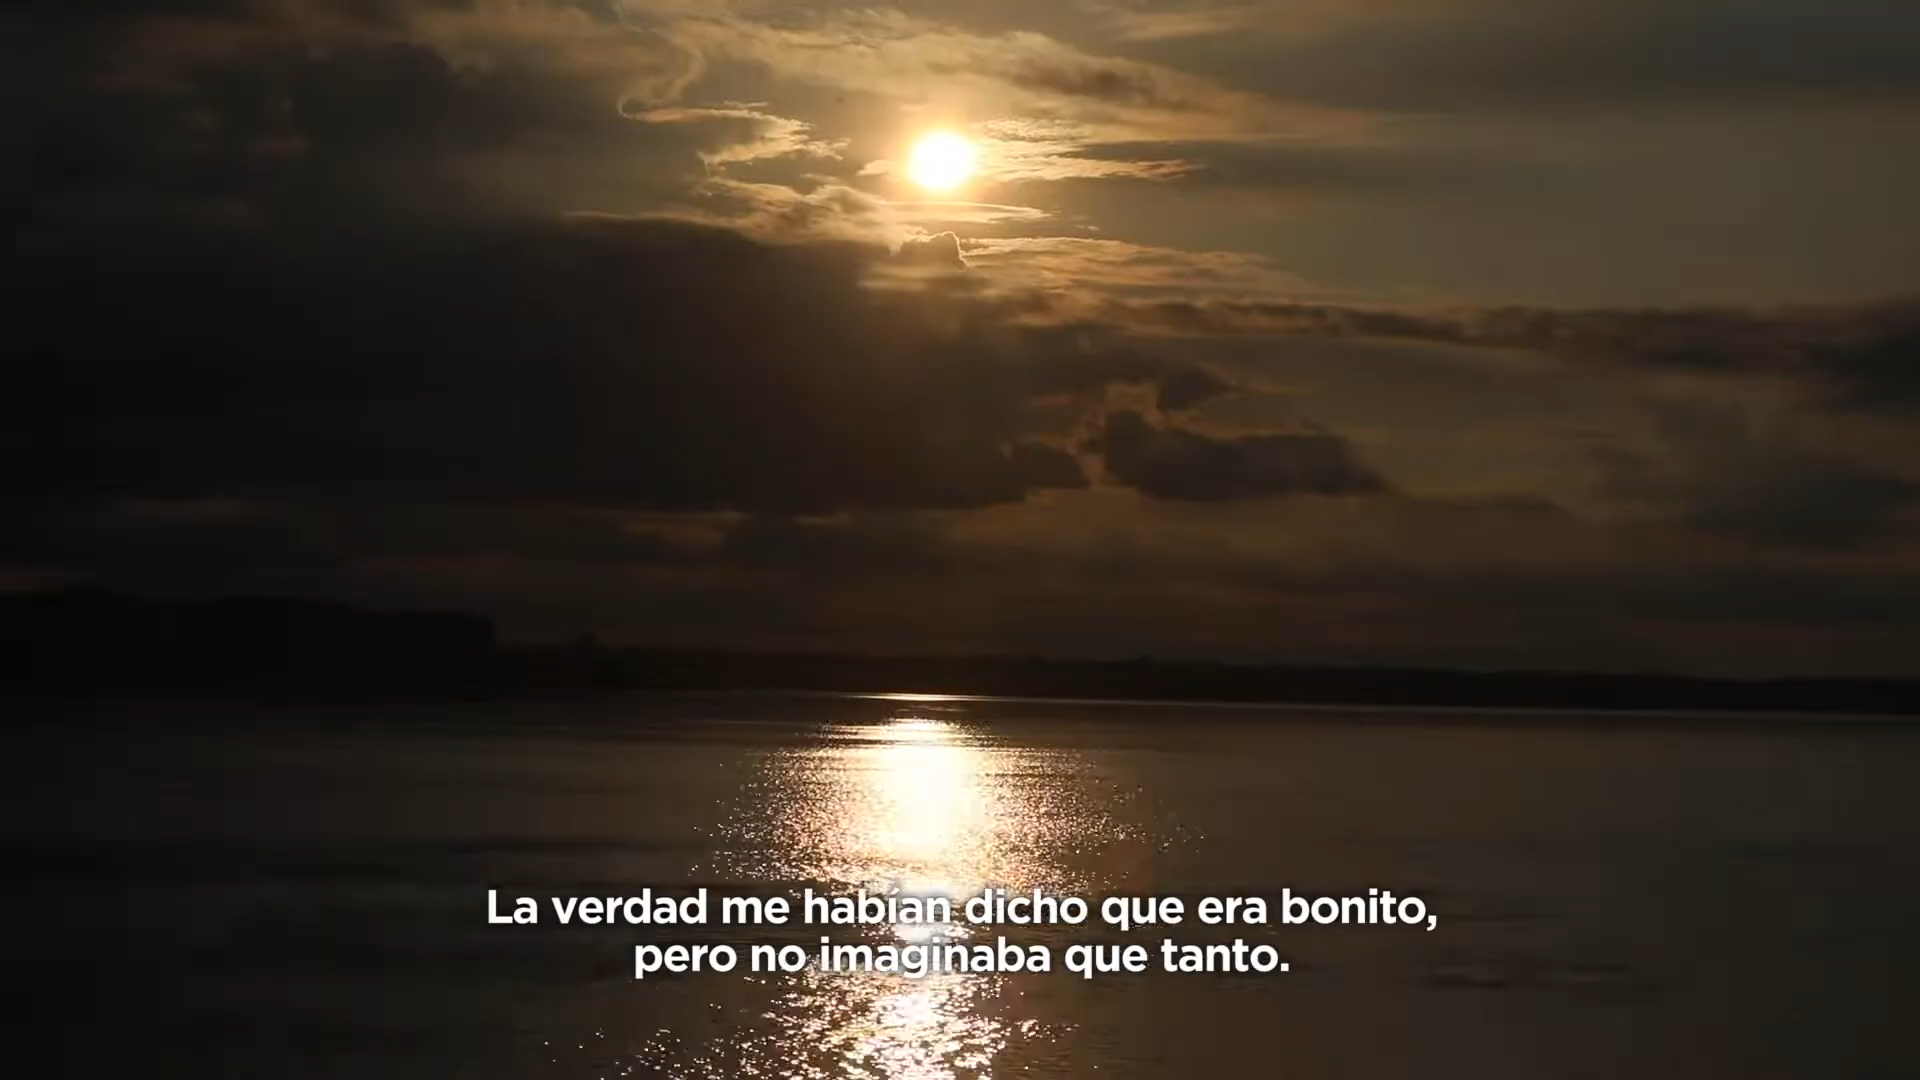 La verdad me habían dicho que era bonito,
pero no imaginaba que tanto.